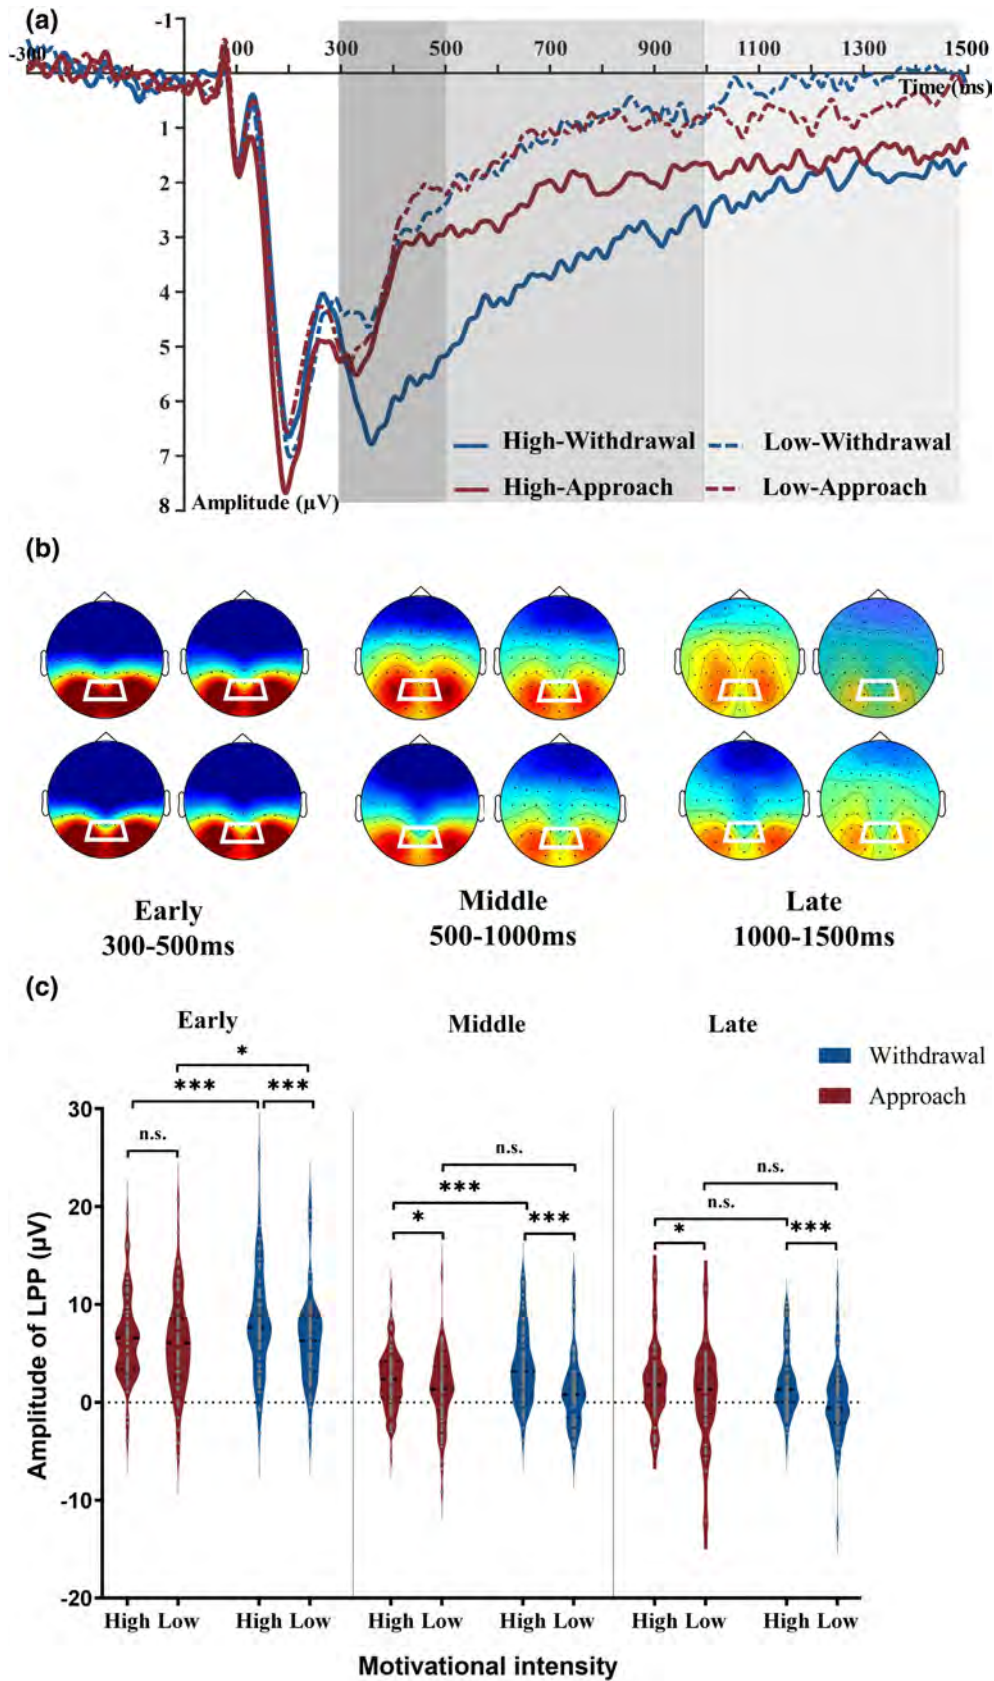 (a)
-1
-300 100 300 500 700 900 1100 1300 1500
Time (ms)
1
2
3
4
5
6
7
8
Amplitude (µV)
High-Withdrawal
Low-Withdrawal
High-Approach
Low-Approach
(b)
Early
300-500ms
Middle
500-1000ms
Late
1000-1500ms
(c)
Early
Middle
Late
Withdrawal
Approach
*
*** ***
n.s.
n.s.
***
* ***
n.s.
n.s.
* ***
30
20
10
0
-10
-20
Amplitude of LPP (µV)
High Low High Low High Low High Low High Low High Low
Motivational intensity